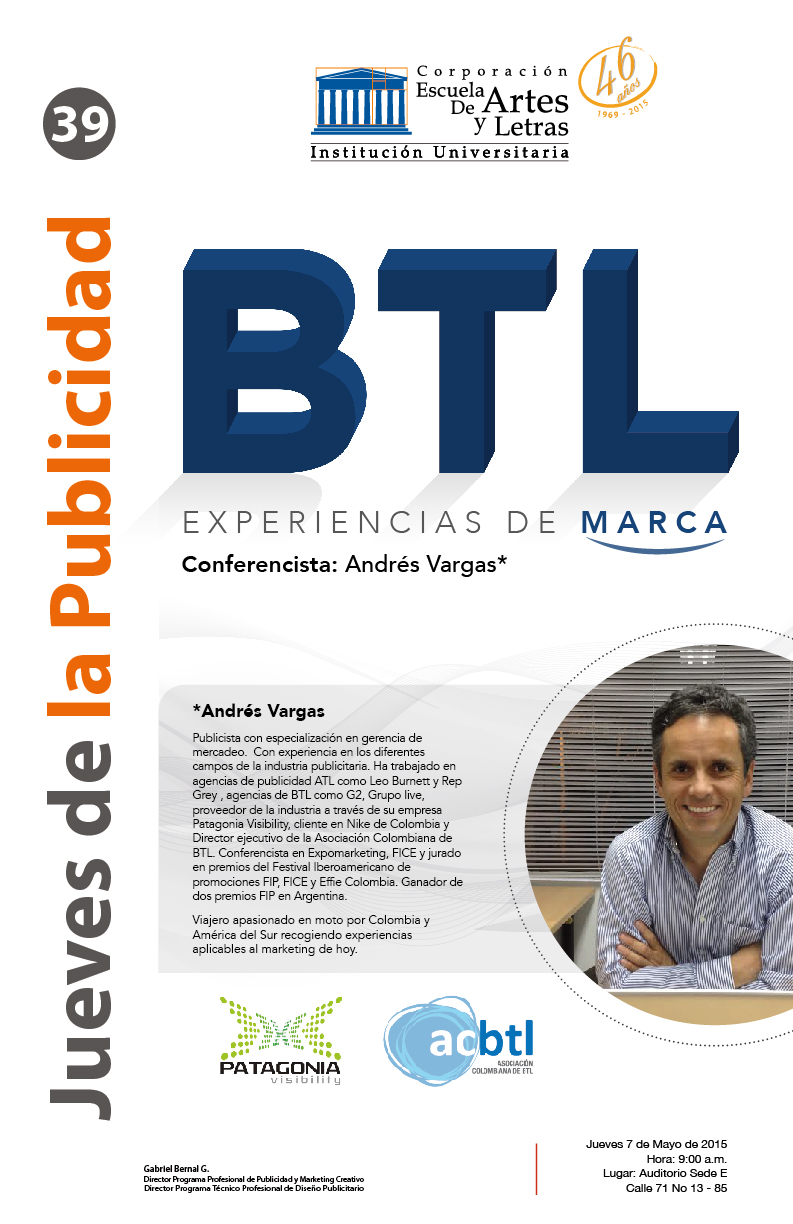 39
Jueves de la Publicidad
Corporación
Escuela
De Artes
y Letras
Institución Universitaria
46
años
1969 - 2015
BTL
EXPERIENCIAS DE MARCA
Conferencista: Andrés Vargas*
*Andrés Vargas
Publicista con especialización en gerencia de
mercadeo. Con experiencia en los diferentes
campos de la industria publicitaria. Ha trabajado en
agencias de publicidad ATL como Leo Burnett y Rep
Grey , agencias de BTL como G2, Grupo live,
proveedor de la industria a través de su empresa
Patagonia Visibility, cliente en Nike de Colombia y
Director ejecutivo de la Asociación Colombiana de
BTL. Conferencista en Expomarketing, FICE y jurado
en premios del Festival Iberoamericano de
promociones FIP, FICE y Effie Colombia. Ganador de
dos premios FIP en Argentina.
Viajero apasionado en moto por Colombia y
América del Sur recogiendo experiencias
aplicables al marketing de hoy.
PATAGONIA
visibility
acbtl
ASOCIACIÓN
COLOMBIANA DE BTL
Gabriel Bernal G.
Director Programa Profesional de Publicidad y Marketing Creativo
Director Programa Técnico Profesional de Diseño Publicitario
Jueves 7 de Mayo de 2015
Hora: 9:00 a.m.
Lugar: Auditorio Sede E
Calle 71 No 13 - 85